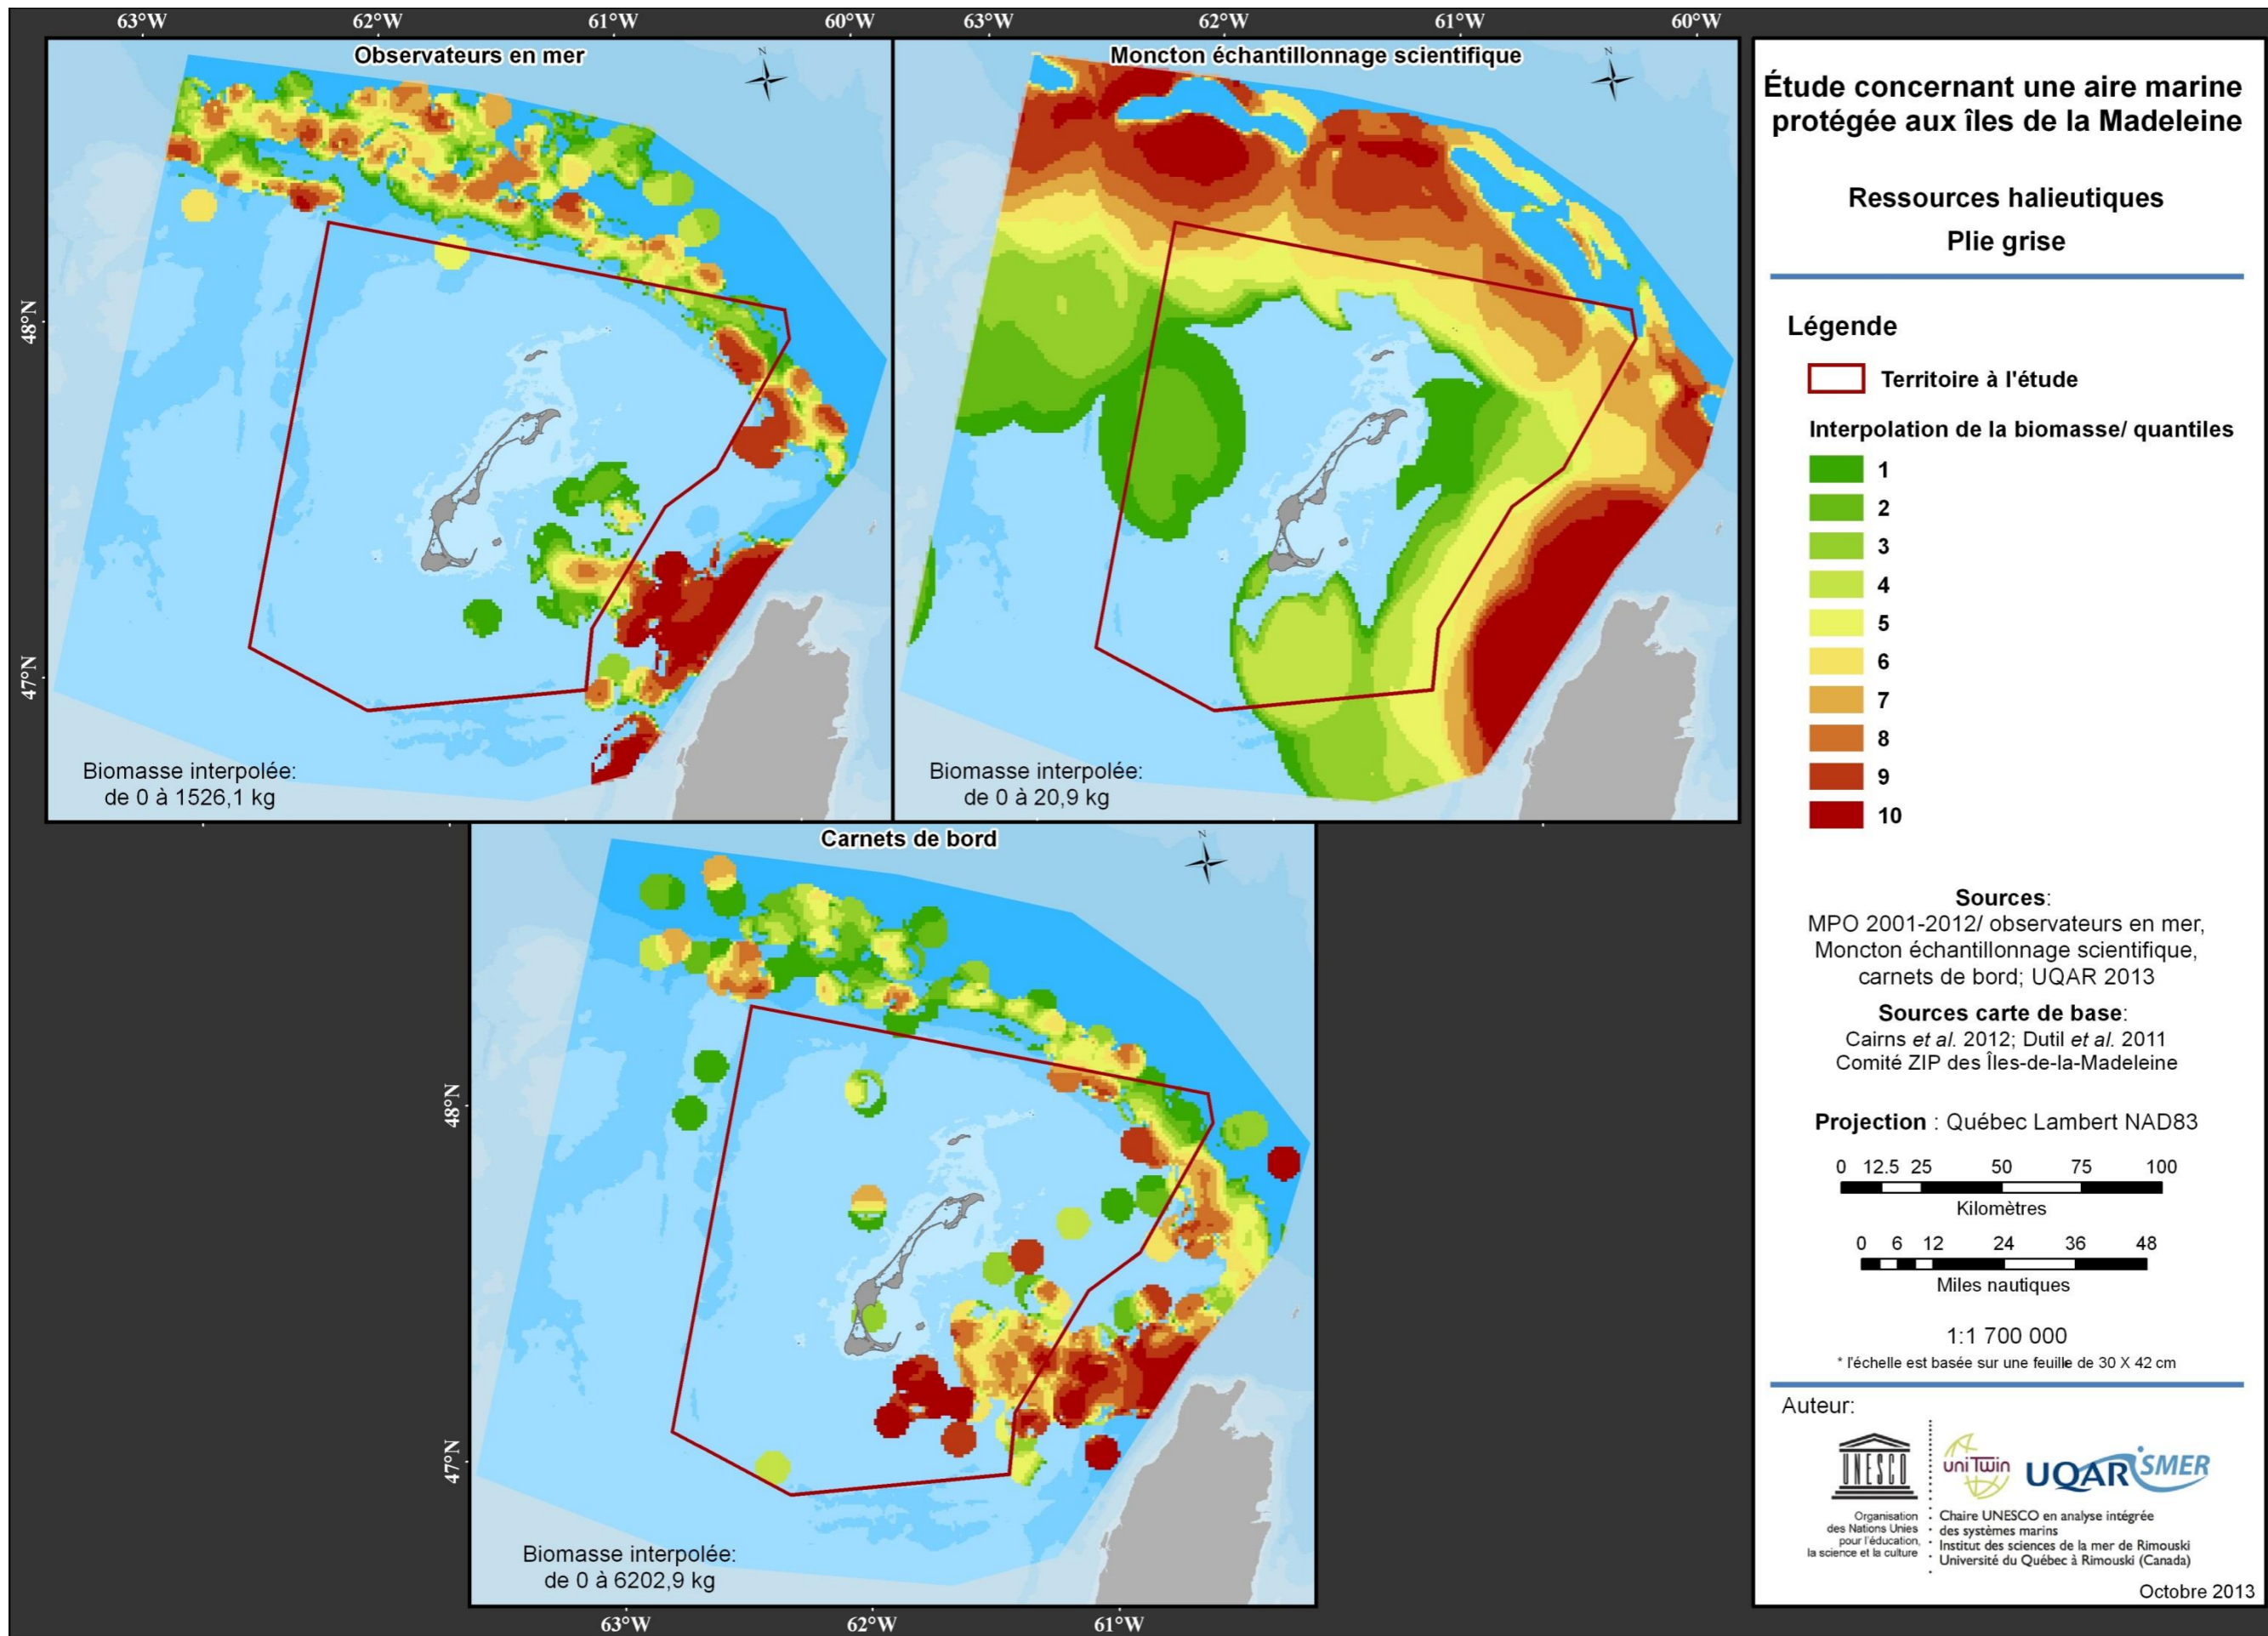 63°W 62°W 61°W 60°W 63°W 62°W 61°W 60°W
Observateurs en mer
N
48°N
47°N
Biomasse interpolée:
de 0 à 1526,1 kg
Moncton échantillonnage scientifique
N
Biomasse interpolée:
de 0 à 20,9 kg
Carnets de bord
N
48°N
47°N
Biomasse interpolée:
de 0 à 6202,9 kg
63°W 62°W 61°W
Étude concernant une aire marine
protégée aux îles de la Madeleine
Ressources halieutiques
Plie grise
Légende
Territoire à l'étude
Interpolation de la biomasse/ quantiles
1
2
3
4
5
6
7
8
9
10
Sources:
MPO 2001-2012/ observateurs en mer,
Moncton échantillonnage scientifique,
carnets de bord; UQAR 2013
Sources carte de base:
Cairns et al. 2012; Dutil et al. 2011
Comité ZIP des Îles-de-la-Madeleine
Projection : Québec Lambert NAD83
0 12.5 25 50 75 100
Kilomètres
0 6 12 24 36 48
Miles nautiques
1:1 700 000
* l'échelle est basée sur une feuille de 30 X 42 cm
Auteur:
UNESCO
uniTwin
UQAR ISMER
Organisation
des Nations Unies
pour l'éducation,
la science et la culture
Chaire UNESCO en analyse intégrée
des systèmes marins
Institut des sciences de la mer de Rimouski
Université du Québec à Rimouski (Canada)
Octobre 2013